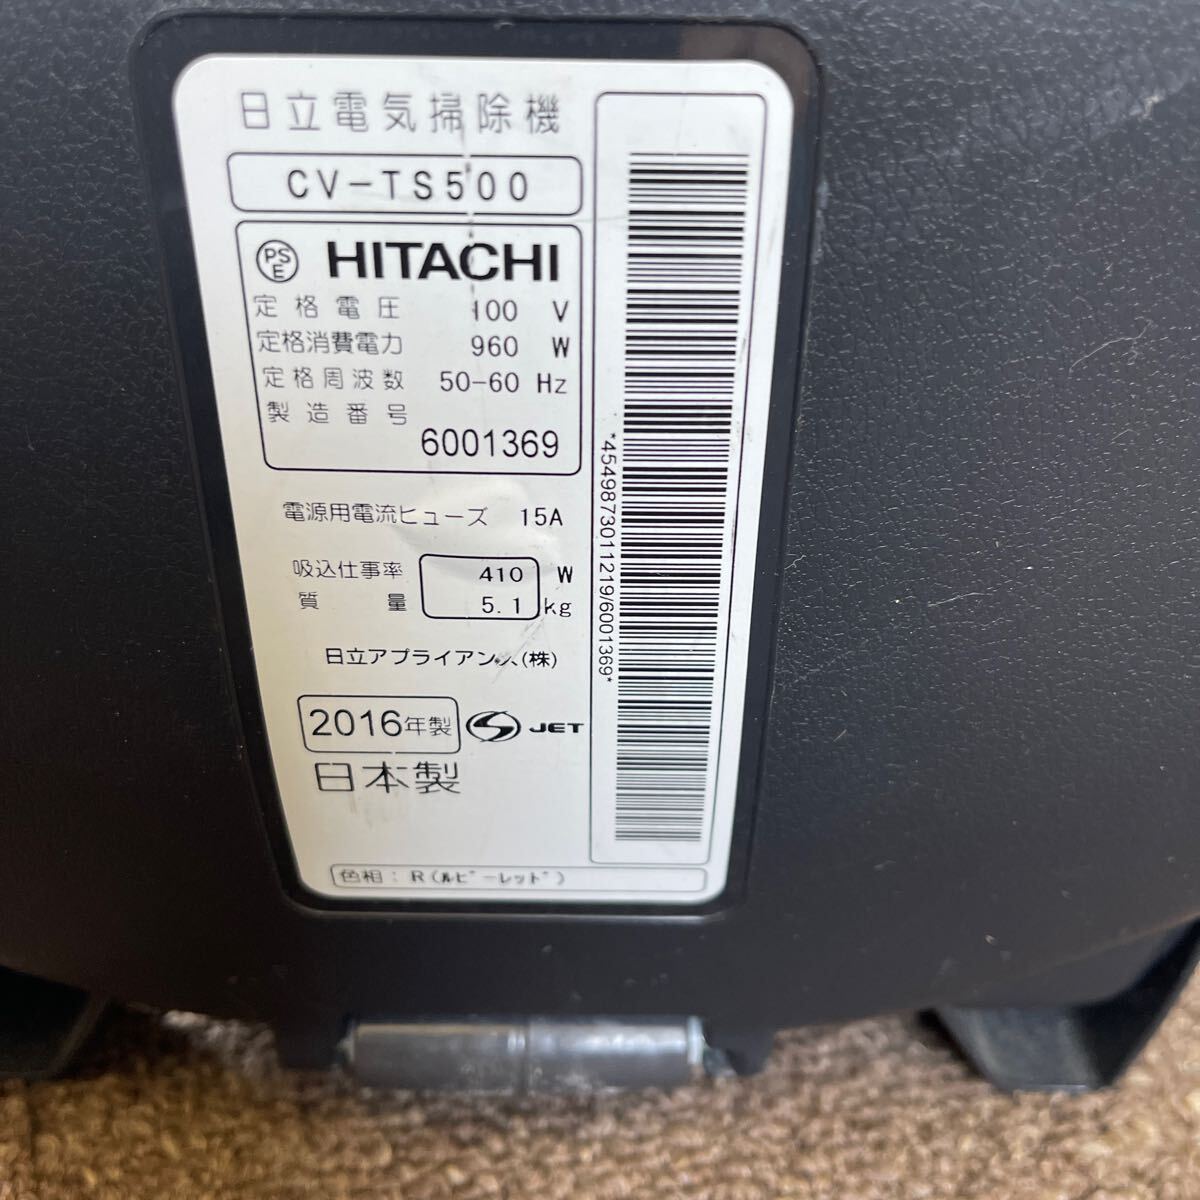 日立電気掃除機
CV-TS500
PSE HITACHI
定格電圧 100 V
定格消費電力 960 W
定格周波数 50-60 Hz
製造番号
6001369
電源用電流ヒューズ 15A
吸込仕事率 410 W
質量 5.1 kg
日立アプライアンス(株)
2016年製 S JET
日本製
色相:R(ルビーレッド)
*4549873011219/6001369*